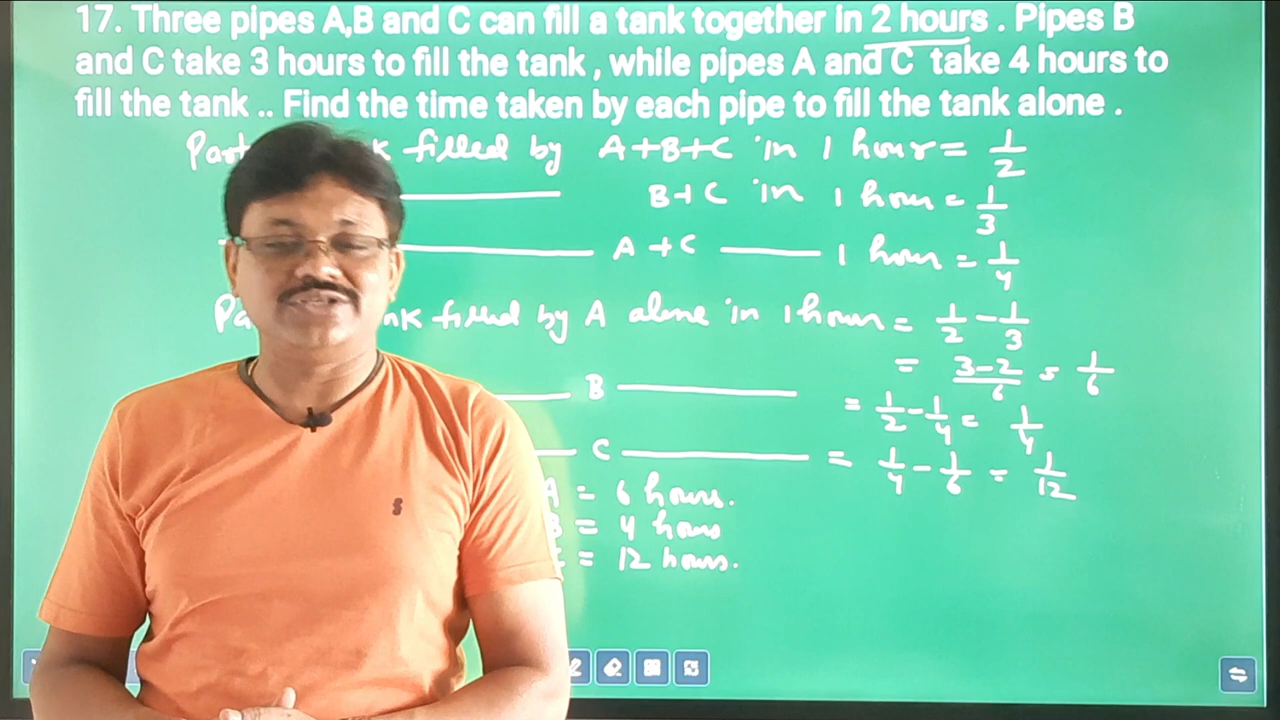 17. Three pipes A,B and C can fill a tank together in 2 hours . Pipes B
and C take 3 hours to fill the tank , while pipes A and C take 4 hours to
fill the tank .. Find the time taken by each pipe to fill the tank alone .
filled by A+B+C in 1 hour = 1/2
B+C in 1 hour = 1/3
A+C 1 hour = 1/4
filled by A alone in 1 hour = 1/2 - 1/3
= 3-2/6 = 1/6
B = 1/2 - 1/4 = 1/4
C = 1/4 - 1/6 = 1/12
A = 6 hours.
B = 4 hours
= 12 hours.